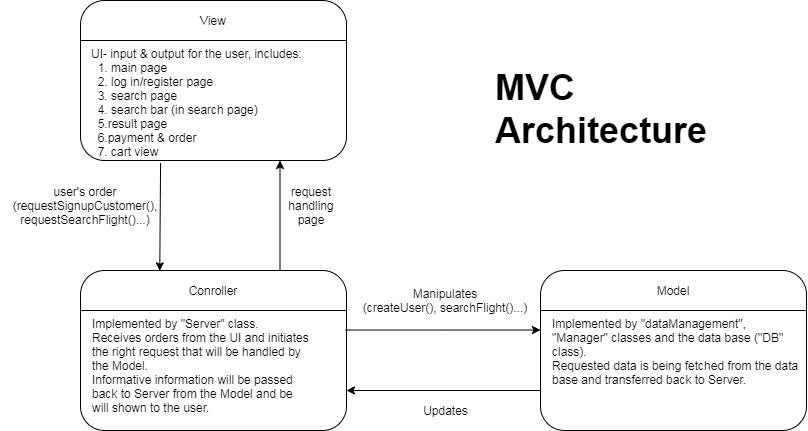 View
UI- input & output for the user, includes:
1. main page
2. log in/register page
3. search page
4. search bar (in search page)
5.result page
6.payment & order
7. cart view
MVC
Architecture
user's order
(requestSignupCustomer(),
requestSearchFlight()...)
request
handling
page
Conroller
Implemented by "Server" class.
Receives orders from the UI and initiates
the right request that will be handled by
the Model.
Informative information will be passed
back to Server from the Model and be
will shown to the user.
Manipulates
(createUser(), searchFlight()...)
Updates
Model
Implemented by "dataManagement",
"Manager" classes and the data base ("DB"
class).
Requested data is being fetched from the data
base and transferred back to Server.